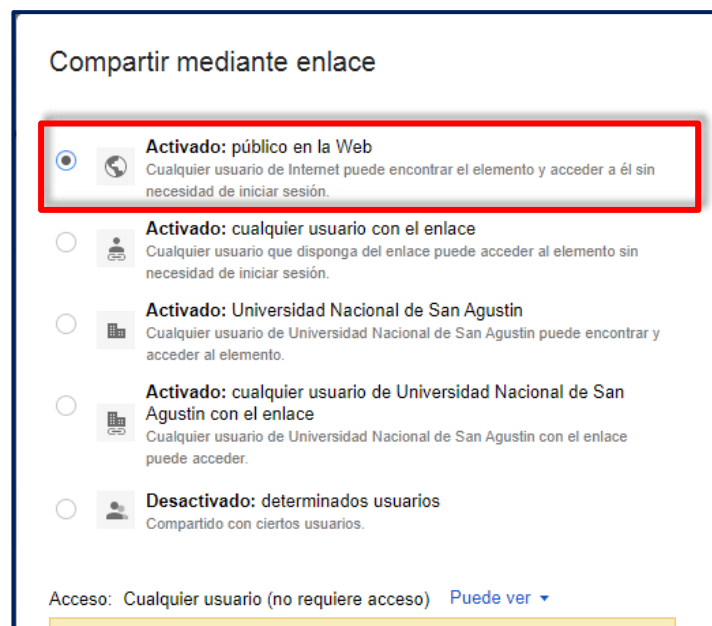 Compartir mediante enlace
Activado: público en la Web
Cualquier usuario de Internet puede encontrar el elemento y acceder a él sin
necesidad de iniciar sesión.
Activado: cualquier usuario con el enlace
Cualquier usuario que disponga del enlace puede acceder al elemento sin
necesidad de iniciar sesión.
Activado: Universidad Nacional de San Agustin
Cualquier usuario de Universidad Nacional de San Agustin puede encontrar y
acceder al elemento.
Activado: cualquier usuario de Universidad Nacional de San
Agustin con el enlace
Cualquier usuario de Universidad Nacional de San Agustin con el enlace
puede acceder.
Desactivado: determinados usuarios
Compartido con ciertos usuarios.
Acceso: Cualquier usuario (no requiere acceso) Puede ver